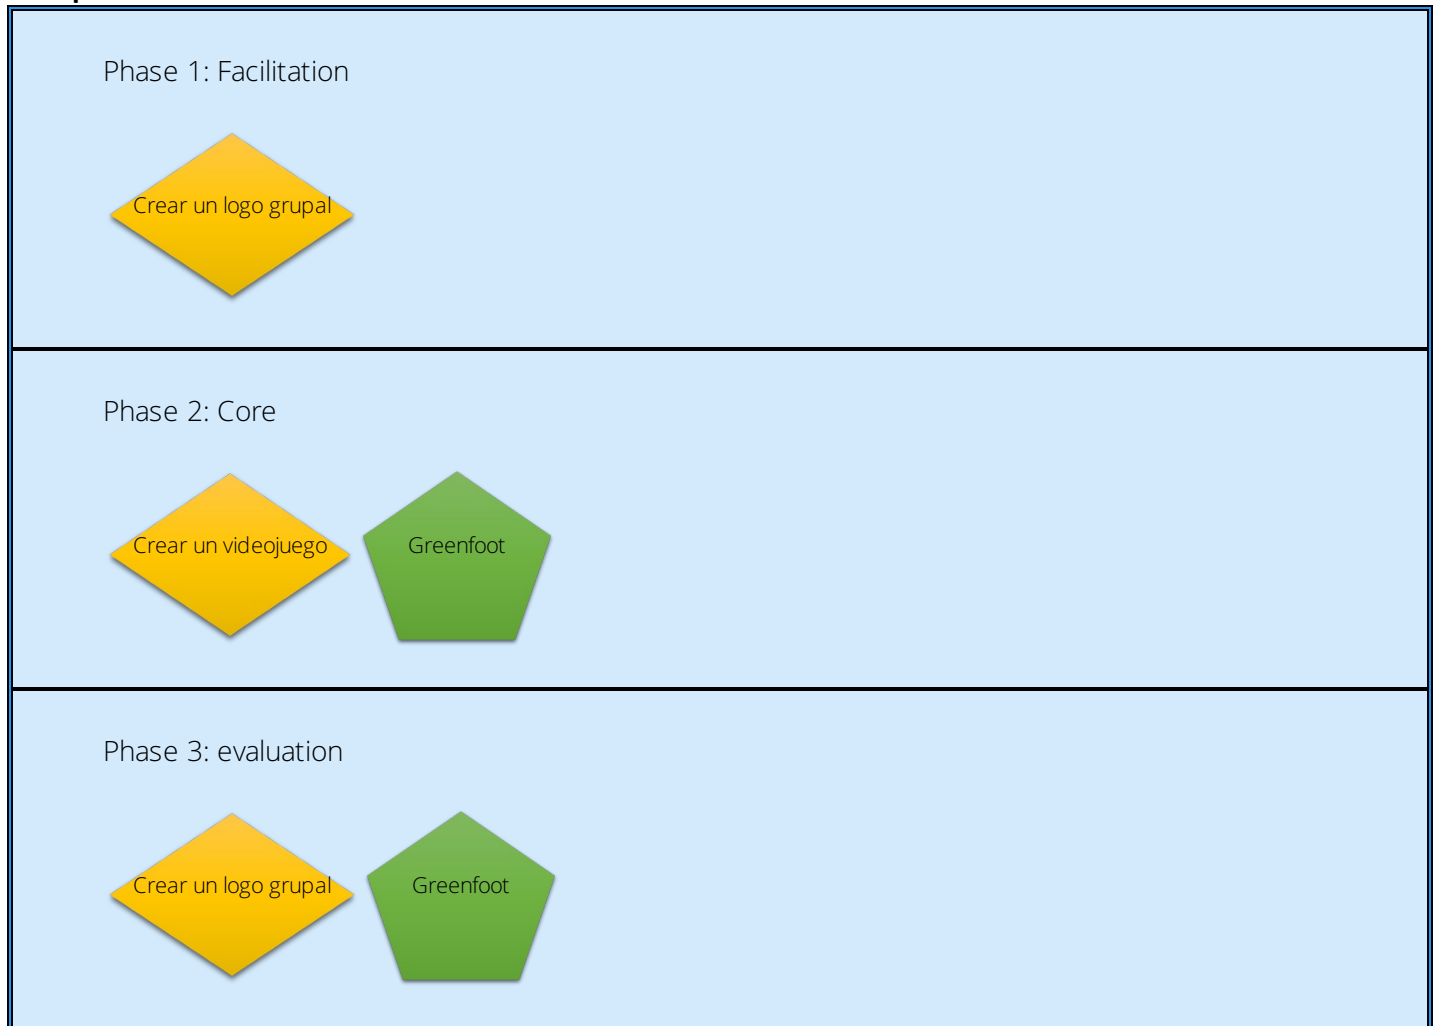 Phase 1: Facilitation
Crear un logo grupal
Phase 2: Core
Crear un videojuego
Greenfoot
Phase 3: evaluation
Crear un logo grupal
Greenfoot